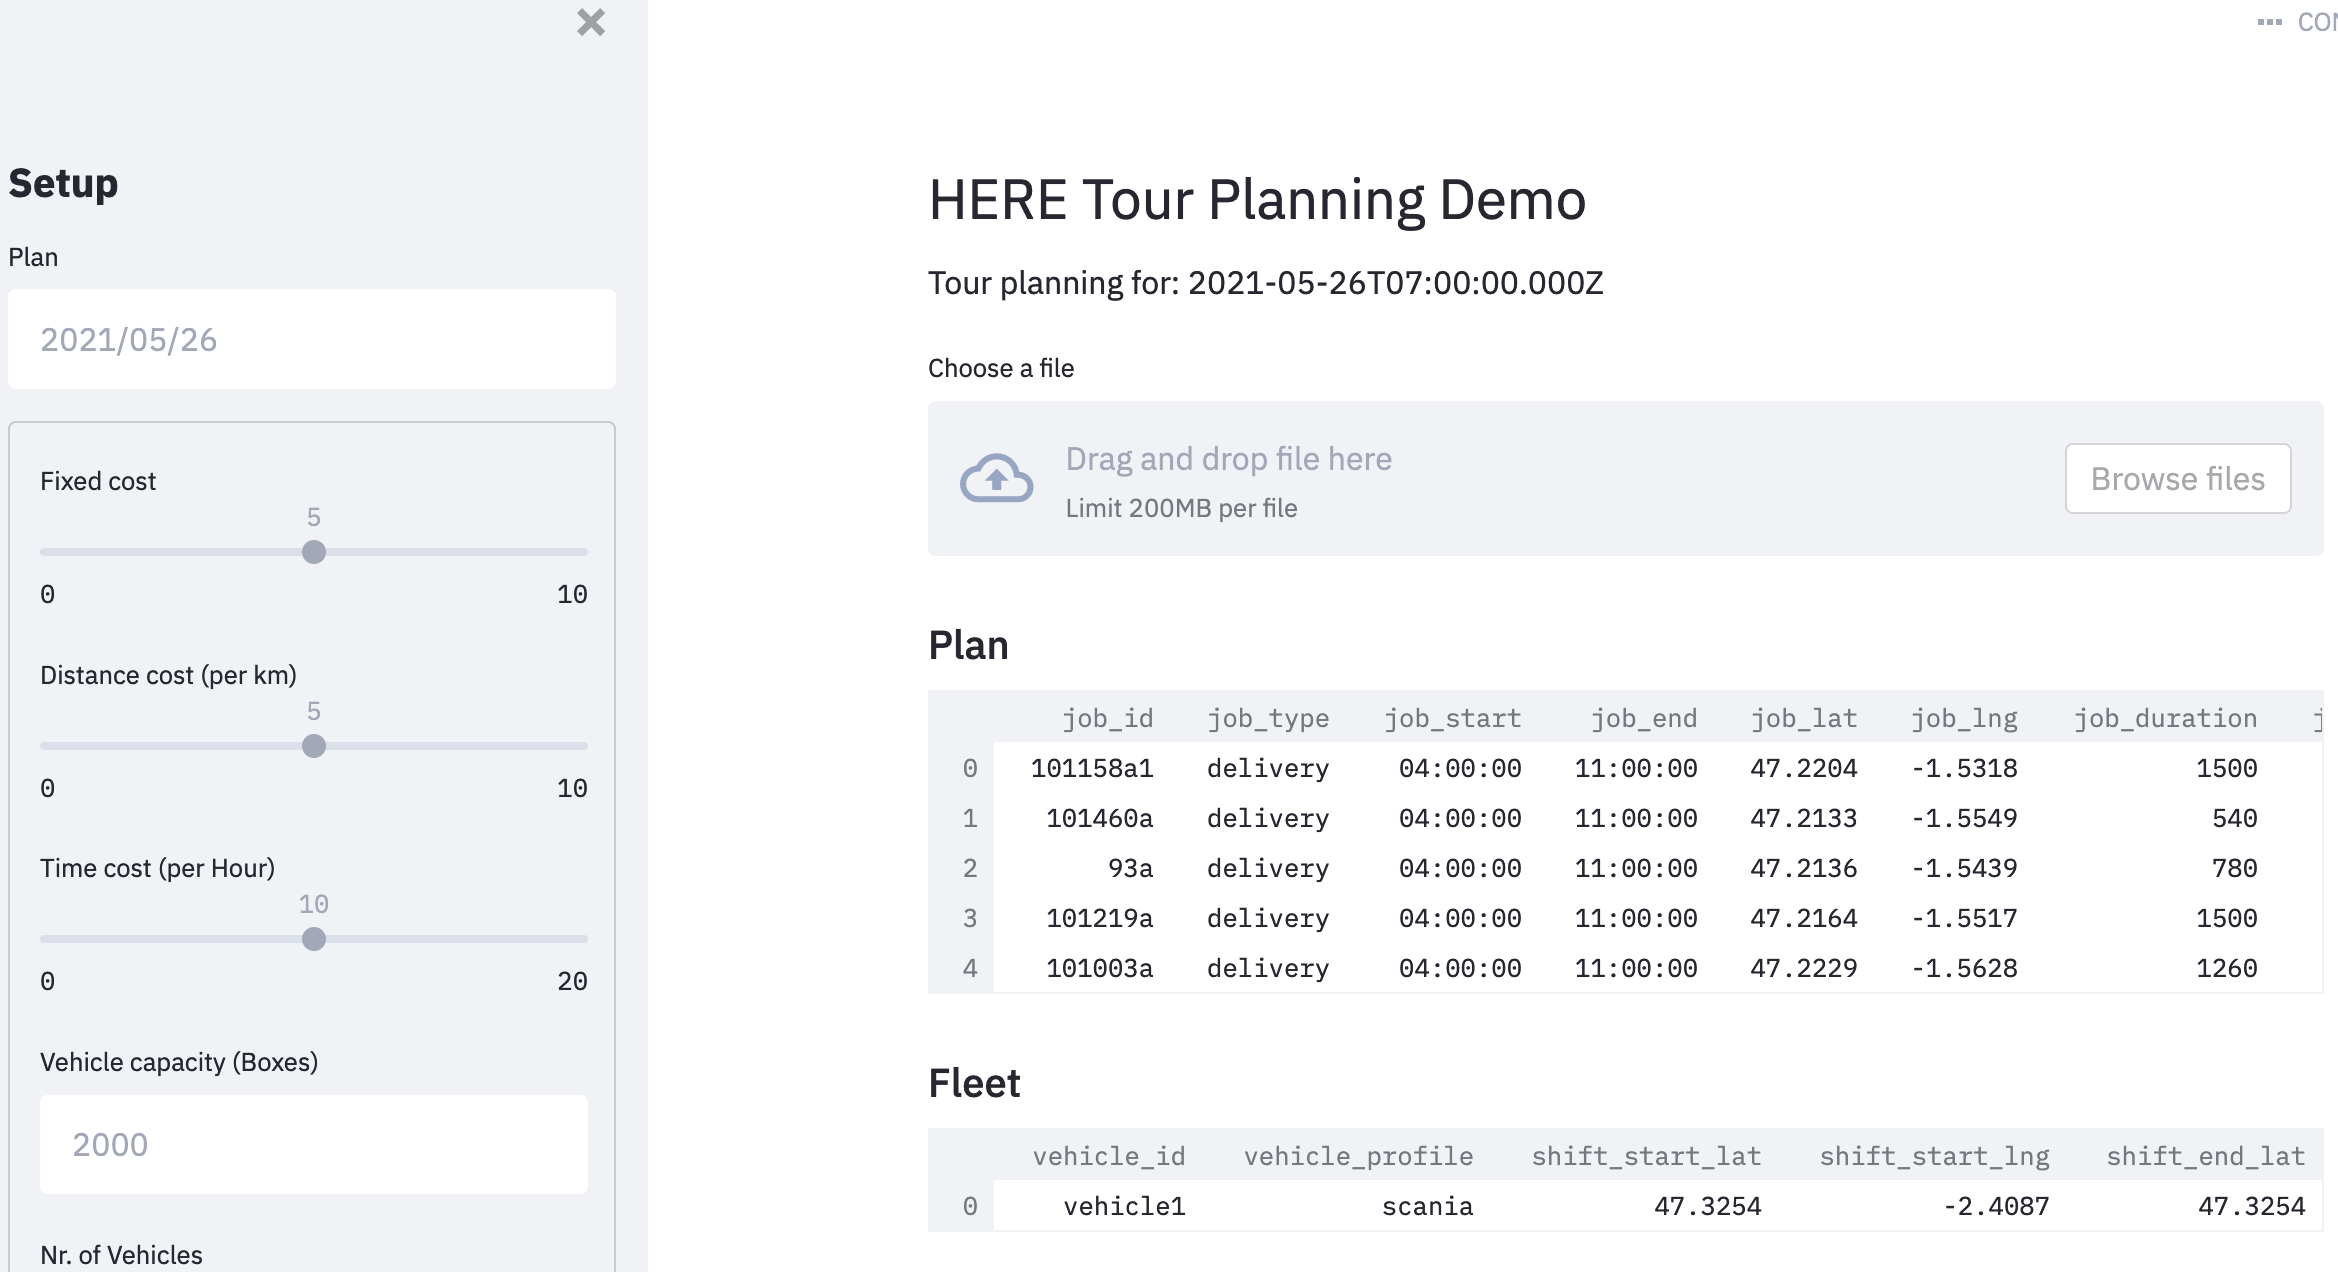 Setup
Plan
2021/05/26
Fixed cost
5
0 10
Distance cost (per km)
5
0 10
Time cost (per Hour)
10
0 20
Vehicle capacity (Boxes)
2000
Nr. of Vehicles
HERE Tour Planning Demo
Tour planning for: 2021-05-26T07:00:00.000Z
Choose a file
Drag and drop file here
Limit 200MB per file
Browse files
Plan
job_id job_type job_start job_end job_lat job_lng job_duration
0 101158a1 delivery 04:00:00 11:00:00 47.2204 -1.5318 1500
1 101460a delivery 04:00:00 11:00:00 47.2133 -1.5549 540
2 93a delivery 04:00:00 11:00:00 47.2136 -1.5439 780
3 101219a delivery 04:00:00 11:00:00 47.2164 -1.5517 1500
4 101003a delivery 04:00:00 11:00:00 47.2229 -1.5628 1260
Fleet
vehicle_id vehicle_profile shift_start_lat shift_start_lng shift_end_lat
0 vehicle1 scania 47.3254 -2.4087 47.3254